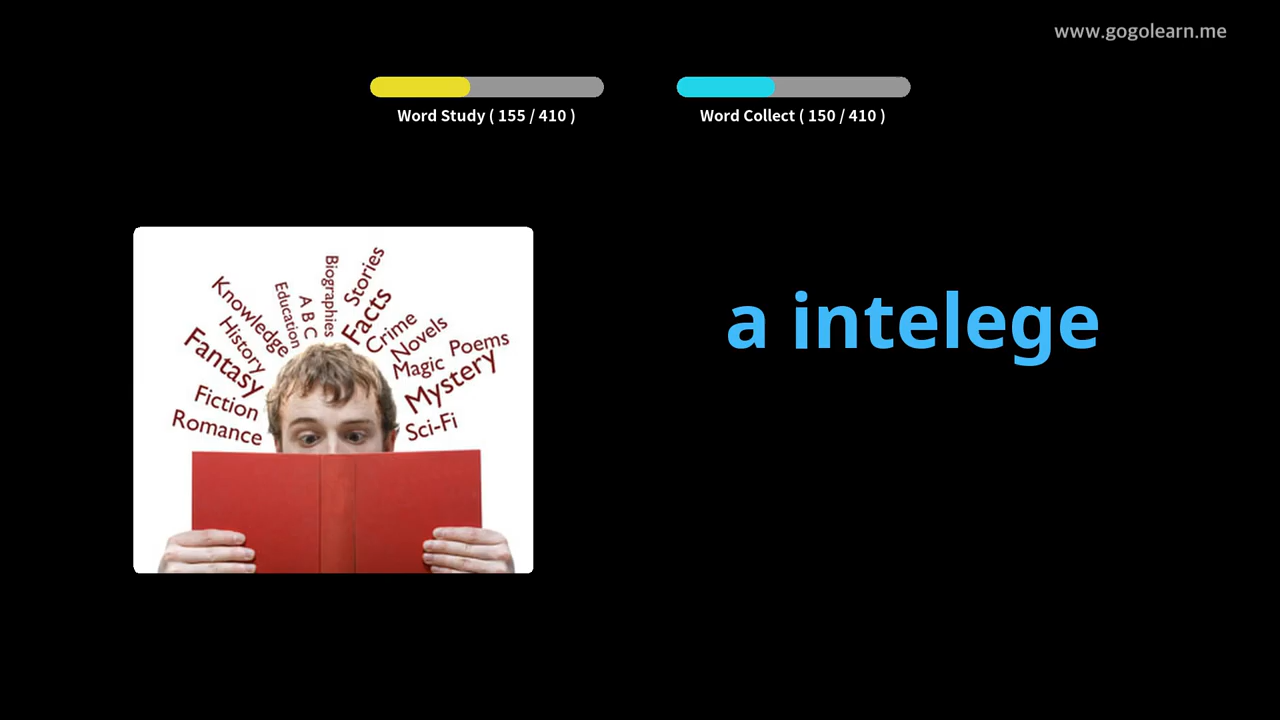 www.gogolearn.me
Word Study ( 155 / 410 )
Word Collect ( 150 / 410 )
Knowledge
Education
A B C
Biographies
Stories
Facts
History
Crime
Novels
Fantasy
Magic
Poems
Mystery
Fiction
Romance
Sci-Fi
a intelege